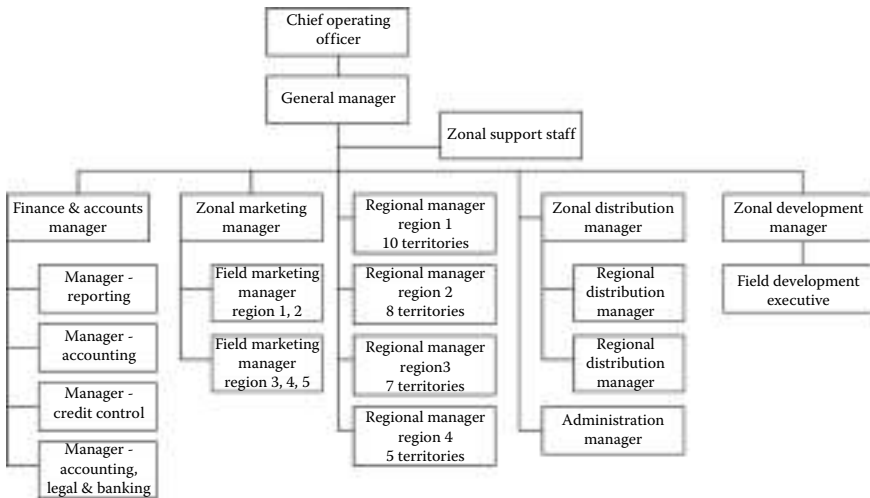 Chief operating
officer
General manager
Zonal support staff
Finance & accounts
manager
Manager -
reporting
Manager -
accounting
Manager -
credit control
Manager -
accounting,
legal & banking
Zonal marketing
manager
Field marketing
manager
region 1, 2
Field marketing
manager
region 3, 4, 5
Regional manager
region 1
10 territories
Regional manager
region 2
8 territories
Regional manager
region3
7 territories
Regional manager
region 4
5 territories
Zonal distribution
manager
Regional
distribution
manager
Regional
distribution
manager
Administration
manager
Zonal development
manager
Field development
executive